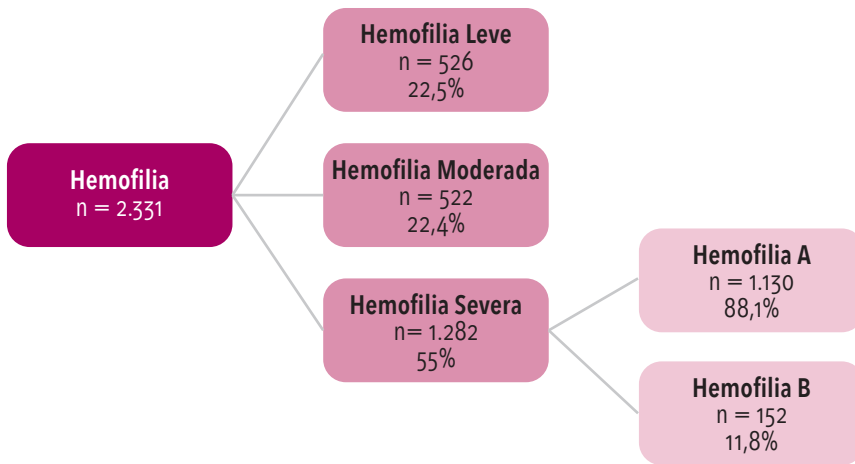 Hemofilia Leve
n = 526
22,5%
Hemofilia
n = 2.331
Hemofilia Moderada
n = 522
22,4%
Hemofilia Severa
n= 1.282
55%
Hemofilia A
n = 1.130
88,1%
Hemofilia B
n = 152
11,8%